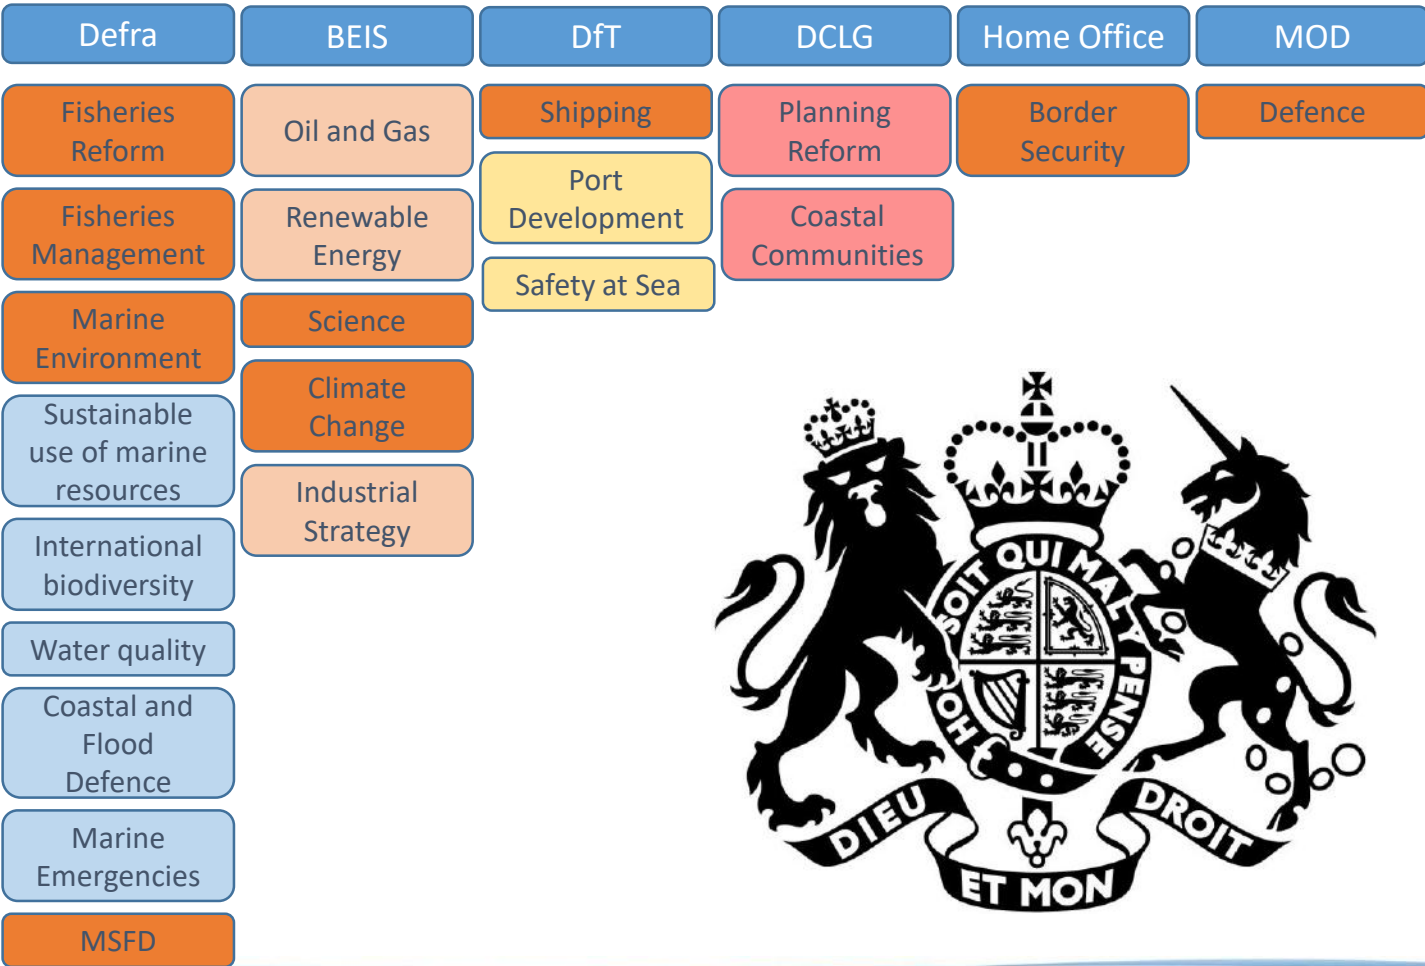 Defra
BEIS
DfT
DCLG
Home Office
MOD
Fisheries
Reform
Fisheries
Management
Marine
Environment
Sustainable
use of marine
resources
International
biodiversity
Water quality
Coastal and
Flood
Defence
Marine
Emergencies
MSFD
Oil and Gas
Renewable
Energy
Science
Climate
Change
Industrial
Strategy
Shipping
Port
Development
Safety at Sea
Planning
Reform
Coastal
Communities
Border
Security
Defence
HO SOIT QUI MAL Y PENSE
DIEU ET MON DROIT